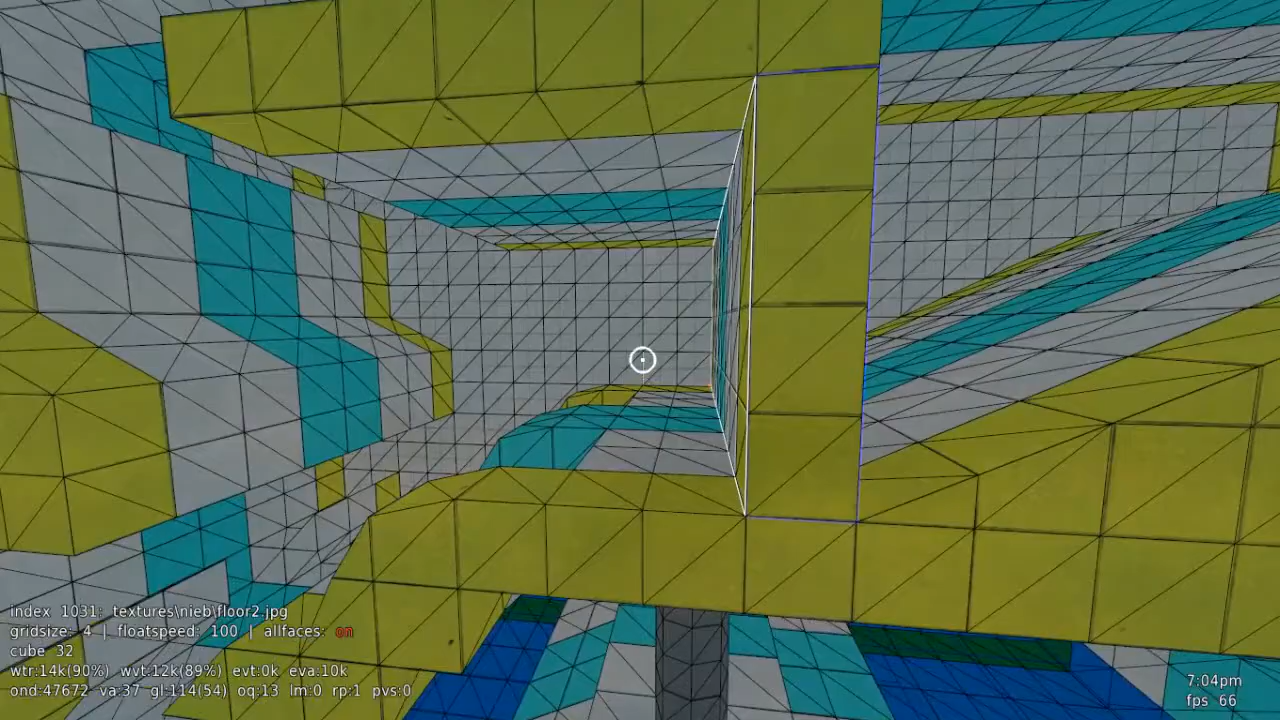 index 1031: textures\nieb\floor2.jpg
gridsize: 4 | floatspeed: 100 | allfaces: on
cube 32
wtr:14k(90%) wvt:12k(89%) evt:0k eva:10k
ond:47672 va:37 gl:114(54) oq:13 lm:0 rp:1 pvs:0
7:04pm
fps 66